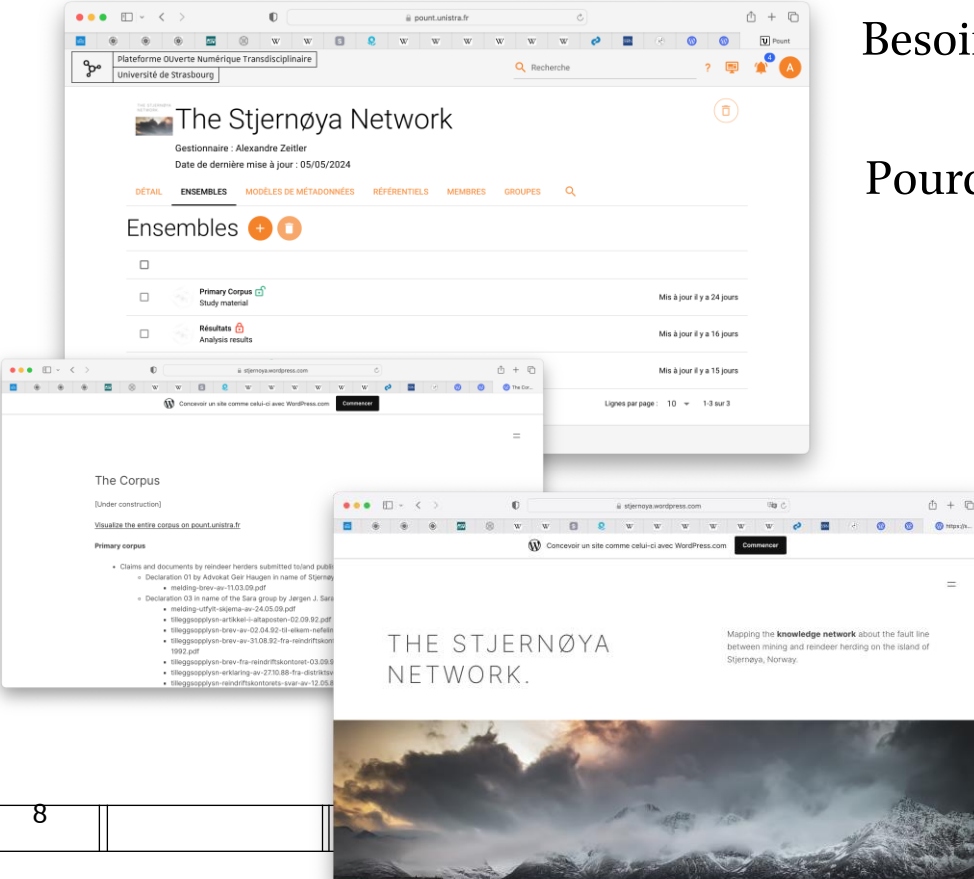 Besoin
Pourq
pount.unistra.fr
Pount
Plateforme OUverte Numérique Transdisciplinaire
Université de Strasbourg
Recherche
?
4
A
The Stjernøya Network
Gestionnaire : Alexandre Zeitler
Date de dernière mise à jour : 05/05/2024
DÉTAIL ENSEMBLES MODÈLES DE MÉTADONNÉES RÉFÉRENTIELS MEMBRES GROUPES
Ensembles
Primary Corpus
Study material
Mis à jour il y a 24 jours
Résultats
Analysis results
Mis à jour il y a 16 jours
Mis à jour il y a 15 jours
Lignes par page : 10 1-3 sur 3
stjernoya.wordpress.com
The Cor...
Concevoir un site comme celui-ci avec WordPress.com Commencer
The Corpus
[Under construction]
Visualize the entire corpus on pount.unistra.fr
Primary corpus
Claims and documents by reindeer herders submitted to/and publi
Declaration 01 by Advokat Geir Haugen in name of Stjernøy
melding-brev-av-11.03.09.pdf
Declaration 03 in name of the Sara group by Jørgen J. Sara
melding-utfylt-skjema-av-24.05.09.pdf
tilleggsopplysn-artikkel-i-altaposten-02.09.92.pdf
tilleggsopplysn-brev-av-02.04.92-til-elkem-nefelin
tilleggsopplysn-brev-av-31.08.92-fra-reindriftskon
1992.pdf
tilleggsopplysn-brev-fra-reindriftskontoret-03.09.9
tilleggsopplysn-erklaring-av-27.10.88-fra-distriktsv
tilleggsopplysn-reindriftskontorets-svar-av-12.05.8
stjernoya.wordpress.com
https://s...
Concevoir un site comme celui-ci avec WordPress.com Commencer
THE STJERNØYA
NETWORK.
Mapping the knowledge network about the fault line
between mining and reindeer herding on the island of
Stjernøya, Norway.
8